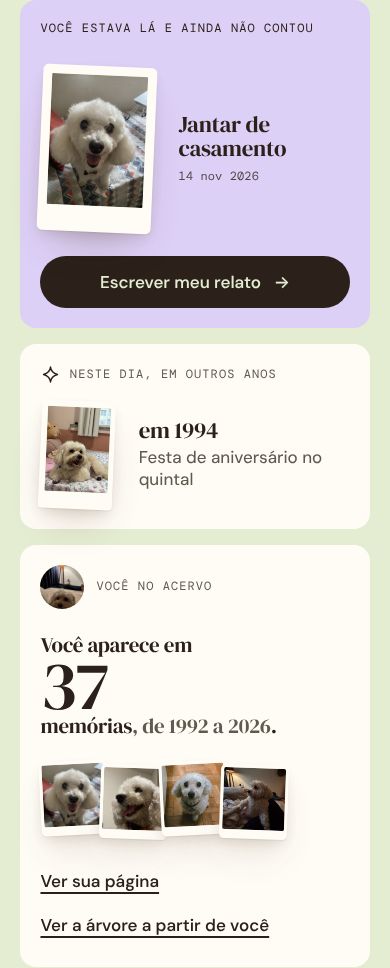 VOCÊ ESTAVA LÁ E AINDA NÃO CONTOU
Jantar de
casamento
14 nov 2026
Escrever meu relato →
NESTE DIA, EM OUTROS ANOS
em 1994
Festa de aniversário no
quintal
VOCÊ NO ACERVO
Você aparece em
37
memórias, de 1992 a 2026.
Ver sua página
Ver a árvore a partir de você